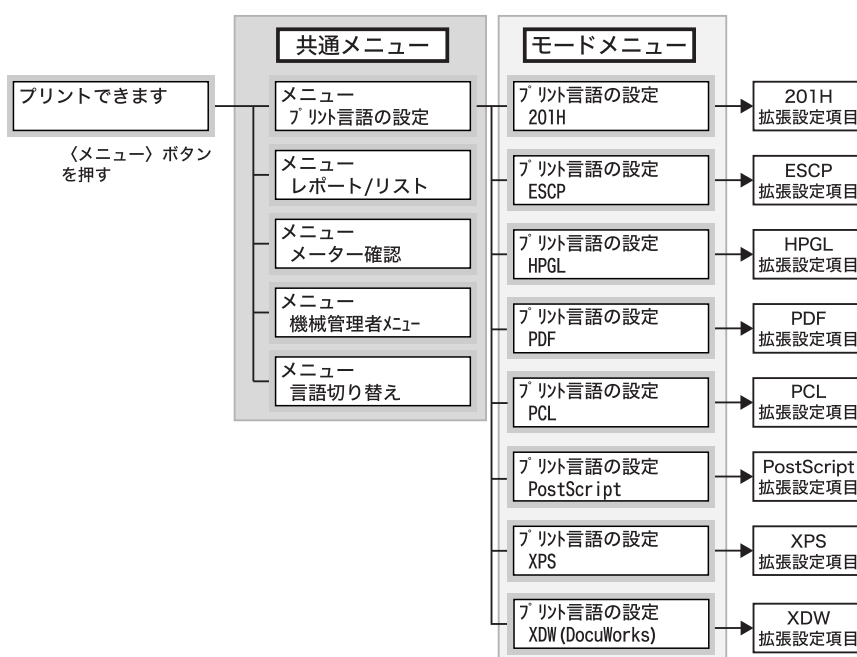 共通メニュー
モードメニュー
プリントできます
〈メニュー〉ボタン
を押す
メニュー
ﾌﾟﾘﾝﾄ言語の設定
メニュー
レポート/リスト
メニュー
メーター確認
メニュー
機械管理者ﾒﾆｭｰ
メニュー
言語切り替え
ﾌﾟﾘﾝﾄ言語の設定
201H
201H
拡張設定項目
ﾌﾟﾘﾝﾄ言語の設定
ESCP
ESCP
拡張設定項目
ﾌﾟﾘﾝﾄ言語の設定
HPGL
HPGL
拡張設定項目
ﾌﾟﾘﾝﾄ言語の設定
PDF
PDF
拡張設定項目
ﾌﾟﾘﾝﾄ言語の設定
PCL
PCL
拡張設定項目
ﾌﾟﾘﾝﾄ言語の設定
PostScript
PostScript
拡張設定項目
ﾌﾟﾘﾝﾄ言語の設定
XPS
XPS
拡張設定項目
ﾌﾟﾘﾝﾄ言語の設定
XDW(DocuWorks)
XDW
拡張設定項目